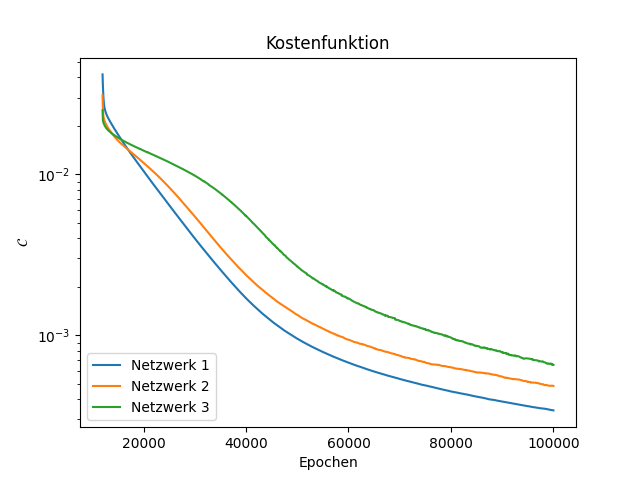 Kostenfunktion
10⁻²
10⁻³
𝒞
Netzwerk 1
Netzwerk 2
Netzwerk 3
20000 40000 60000 80000 100000
Epochen